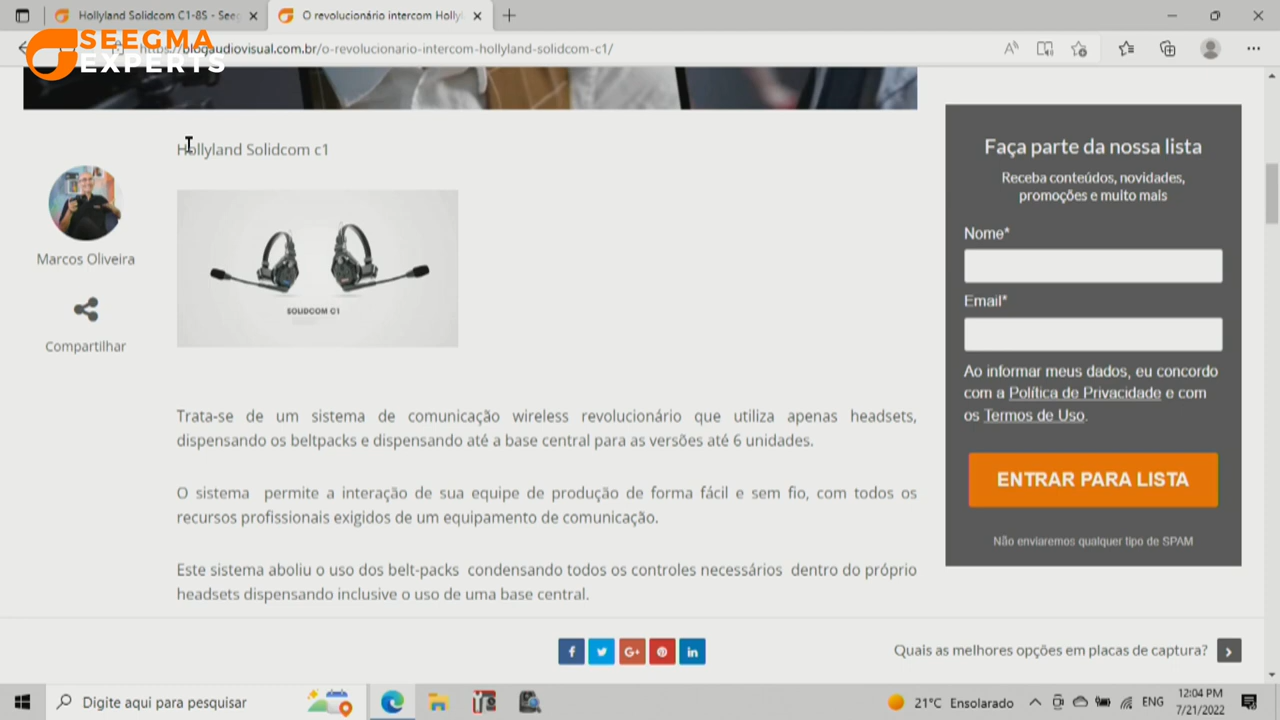 Hollyland Solidcom C1-8S - See
O revolucionário intercom Holly
SEEGMA
EXPERTS
https://blogaudiovisual.com.br/o-revolucionario-intercom-hollyland-solidcom-c1/
Hollyland Solidcom c1
Marcos Oliveira
Compartilhar
SOLIDCOM C1
Trata-se de um sistema de comunicação wireless revolucionário que utiliza apenas headsets,
dispensando os beltpacks e dispensando até a base central para as versões até 6 unidades.
O sistema permite a interação de sua equipe de produção de forma fácil e sem fio, com todos os
recursos profissionais exigidos de um equipamento de comunicação.
Este sistema aboliu o uso dos belt-packs condensando todos os controles necessários dentro do próprio
headsets dispensando inclusive o uso de uma base central.
Faça parte da nossa lista
Receba conteúdos, novidades,
promoções e muito mais
Nome*
Email*
Ao informar meus dados, eu concordo
com a Política de Privacidade e com
os Termos de Uso.
ENTRAR PARA LISTA
Não enviaremos qualquer tipo de SPAM
Quais as melhores opções em placas de captura?
Digite aqui para pesquisar
21°C Ensolarado
ENG
12:04 PM
7/21/2022